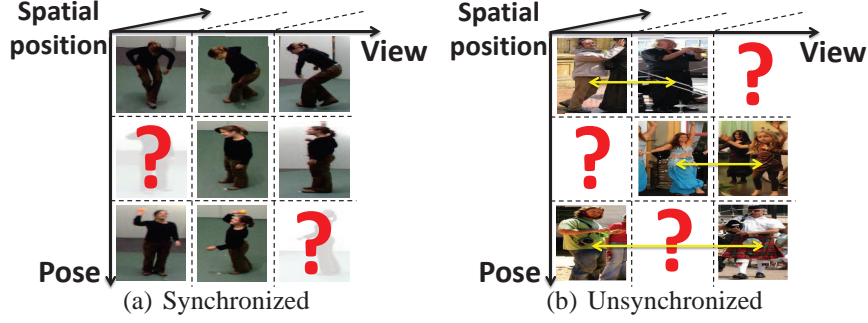 Spatial
position
View
?
?
Pose
(a) Synchronized
Spatial
position
View
?
?
?
Pose
(b) Unsynchronized